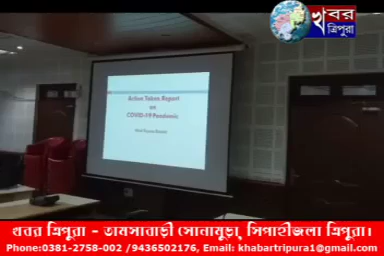 খবর
ত্রিপুরা
Action Taken Report
on
COVID-19 Pandemic
খবর ত্রিপুরা - তামসাবাড়ী সোনামুড়া, সিপাহীজলা ত্রিপুরা।
Phone:0381-2758-002 /9436502176, Email: khabartripura1@gmail.com